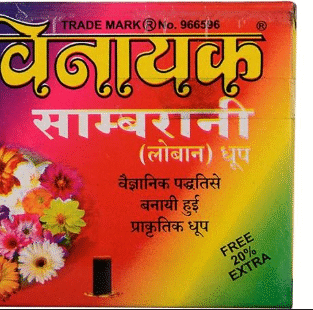 TRADE MARK ® No. 966596
विनायक ®
साम्बरानी
(लोबान) धूप
वैज्ञानिक पद्धतिसे
बनायी हुई
प्राकृतिक धूप
FREE
20%
EXTRA